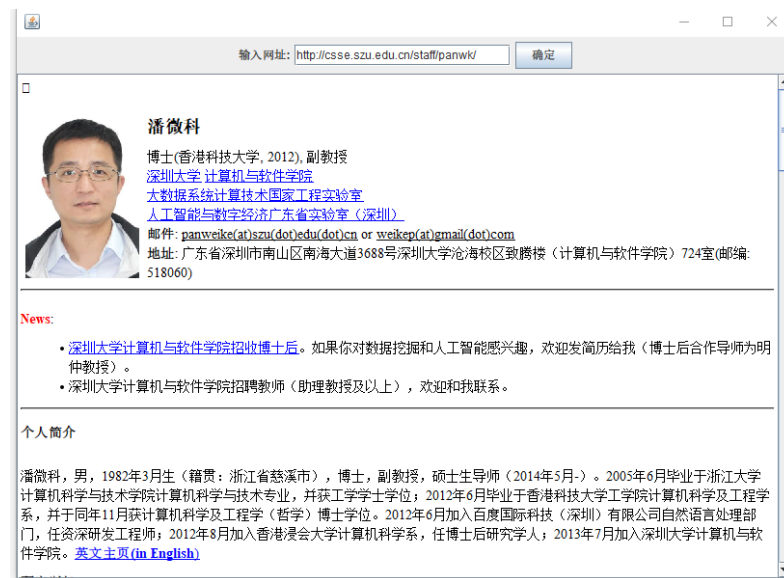 输入网址: http://csse.szu.edu.cn/staff/panwk/ 确定
潘微科
博士(香港科技大学, 2012), 副教授
深圳大学 计算机与软件学院
大数据系统计算技术国家工程实验室
人工智能与数字经济广东省实验室（深圳）
邮件: panweike(at)szu(dot)edu(dot)cn or weikep(at)gmail(dot)com
地址: 广东省深圳市南山区南海大道3688号深圳大学沧海校区致腾楼（计算机与软件学院）724室(邮编:
518060)
News:
• 深圳大学计算机与软件学院招收博士后。如果你对数据挖掘和人工智能感兴趣，欢迎发简历给我（博士后合作导师为明
仲教授）。
• 深圳大学计算机与软件学院招聘教师（助理教授及以上），欢迎和我联系。
个人简介
潘微科，男，1982年3月生（籍贯：浙江省慈溪市），博士，副教授，硕士生导师（2014年5月-）。2005年6月毕业于浙江大学
计算机科学与技术学院计算机科学与技术专业，并获工学学士学位；2012年6月毕业于香港科技大学工学院计算机科学及工程学
系，并于同年11月获计算机科学及工程学（哲学）博士学位。2012年6月加入百度国际科技（深圳）有限公司自然语言处理部
门，任资深研发工程师；2012年8月加入香港浸会大学计算机科学系，任博士后研究学人；2013年7月加入深圳大学计算机与软
件学院。英文主页(in English)